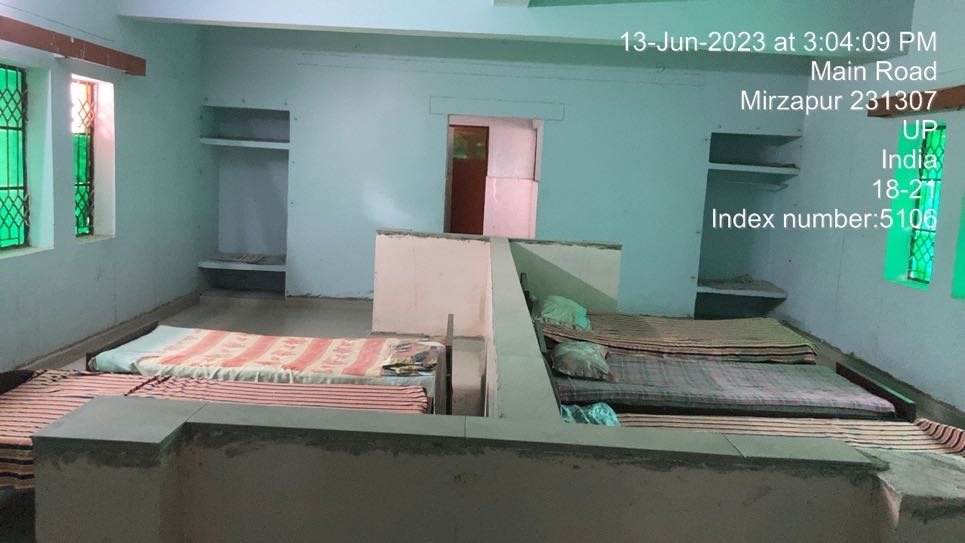 13-Jun-2023 at 3:04:09 PM
Main Road
Mirzapur 231307
UP
India
18-21
Index number:5106